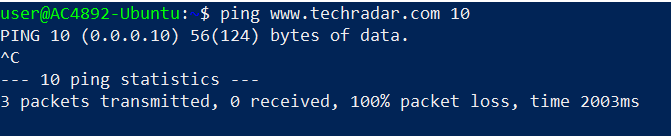 user@AC4892-Ubuntu:~$ ping www.techradar.com 10
PING 10 (0.0.0.10) 56(124) bytes of data.
^C
--- 10 ping statistics ---
3 packets transmitted, 0 received, 100% packet loss, time 2003ms